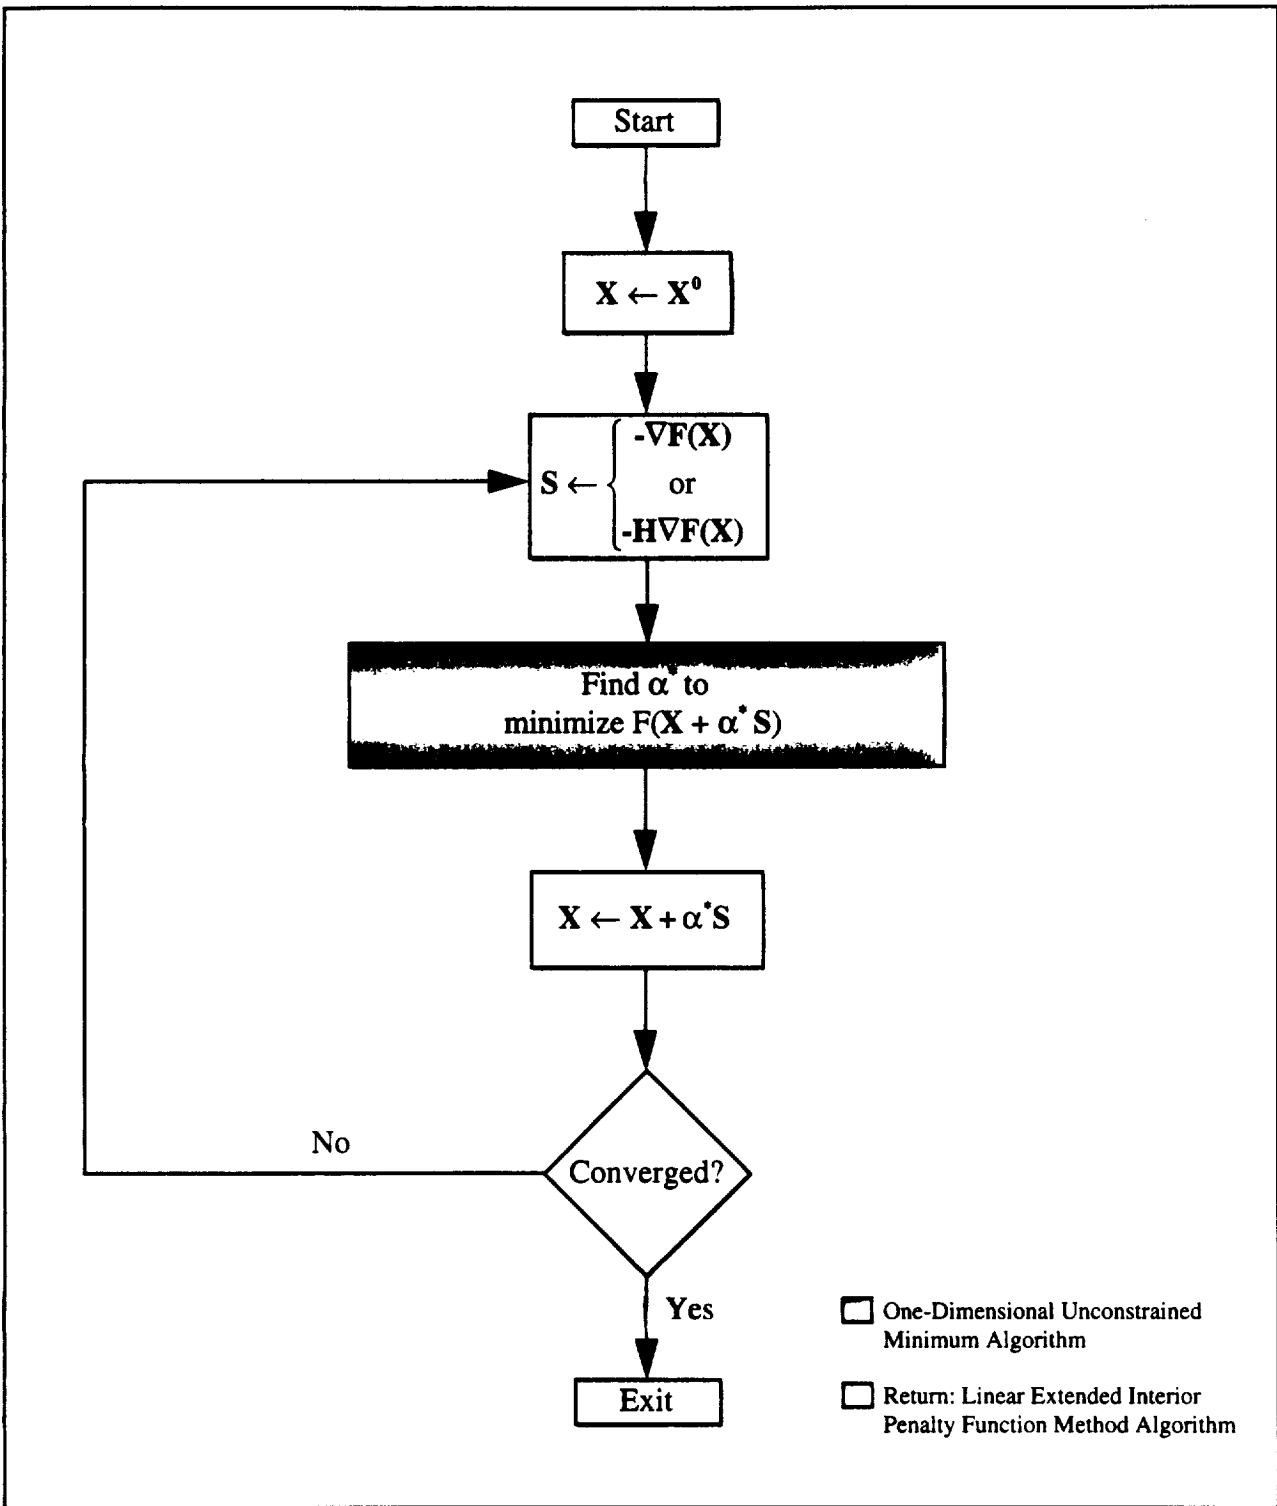 Start
X ← X⁰
-∇F(X)
S ← { or
-H∇F(X)
Find α* to
minimize F(X + α* S)
X ← X + α*S
Converged?
No
Yes
Exit
One-Dimensional Unconstrained
Minimum Algorithm
Return: Linear Extended Interior
Penalty Function Method Algorithm